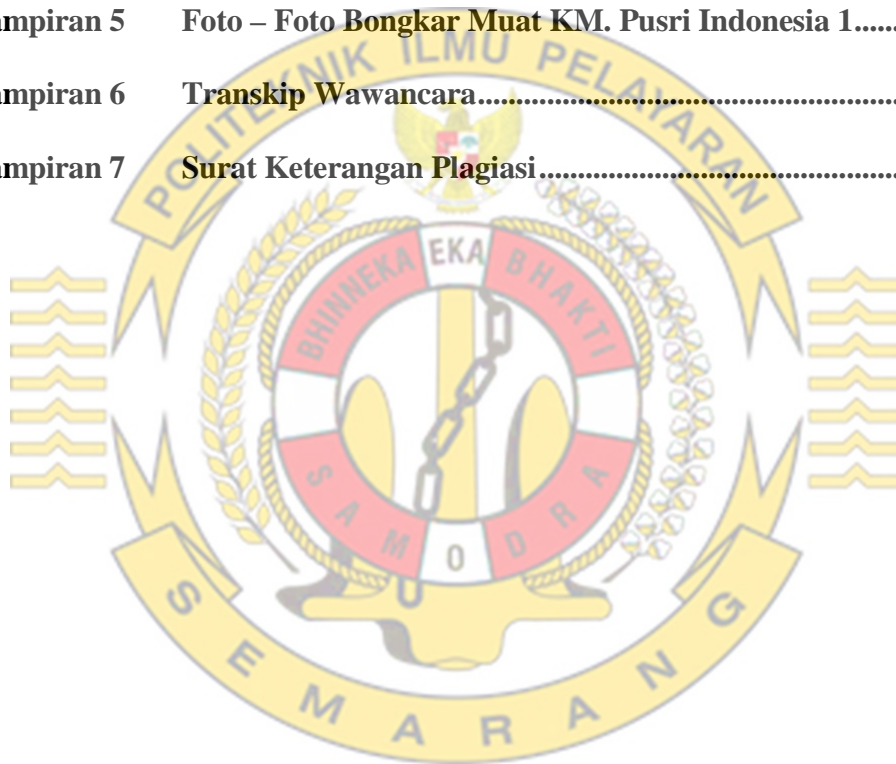 ampiran 5 Foto – Foto Bongkar Muat KM. Pusri Indonesia 1......
ampiran 6 Transkip Wawancara......................................................
ampiran 7 Surat Keterangan Plagiasi..............................................
POLITEKNIK ILMU PELAYARAN
BHINNEKA EKA BHAKTI
SAMODRA
SEMARANG